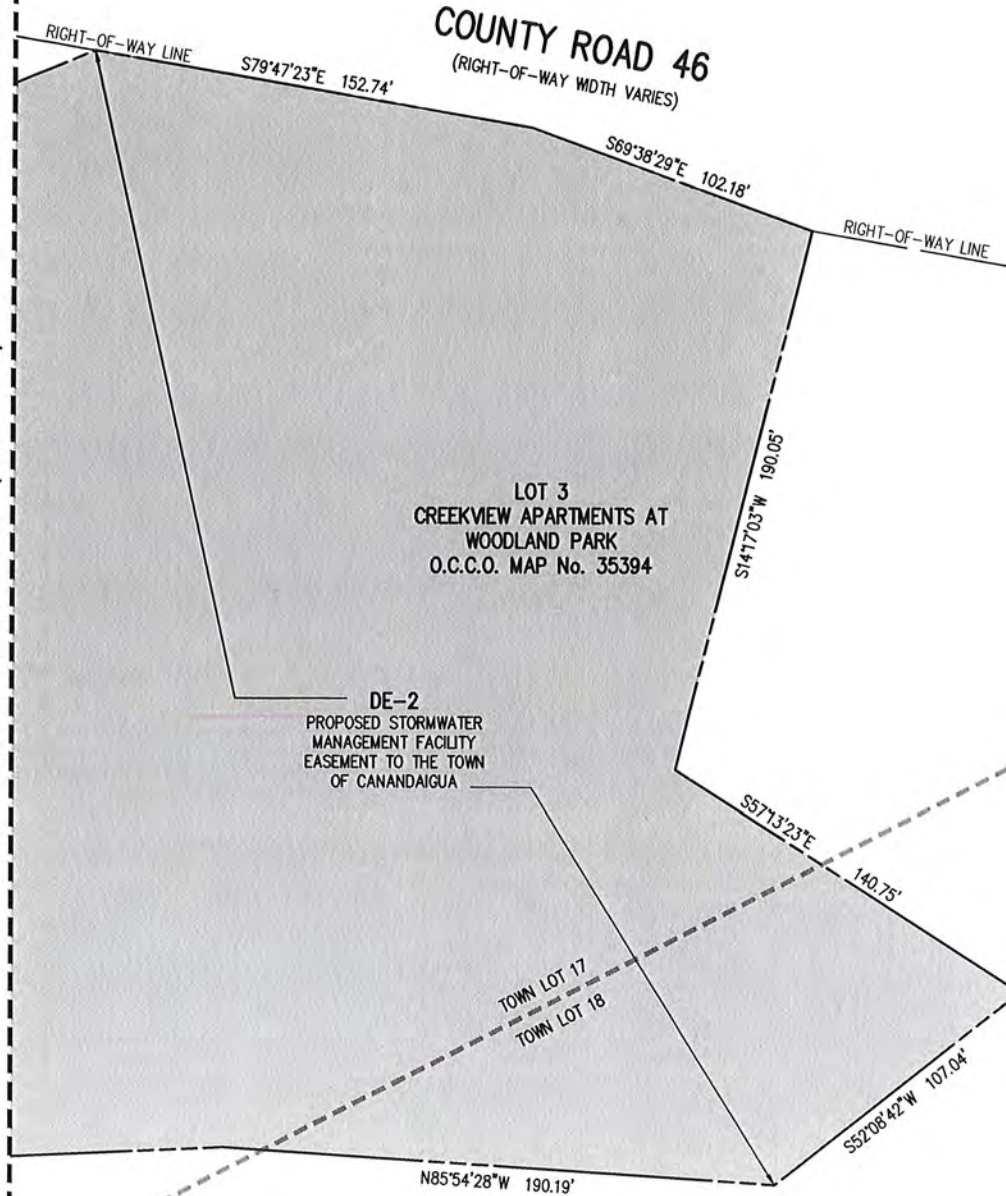 COUNTY ROAD 46
(RIGHT-OF-WAY WIDTH VARIES)
RIGHT-OF-WAY LINE
S79°47'23"E 152.74'
S69°38'29"E 102.18'
RIGHT-OF-WAY LINE
S14°17'03"W 190.05'
LOT 3
CREEKVIEW APARTMENTS AT
WOODLAND PARK
O.C.C.O. MAP No. 35394
DE-2
PROPOSED STORMWATER
MANAGEMENT FACILITY
EASEMENT TO THE TOWN
OF CANANDAIGUA
S57°13'23"E 140.75'
TOWN LOT 17
TOWN LOT 18
S52°08'42"W 107.04'
N85°54'28"W 190.19'